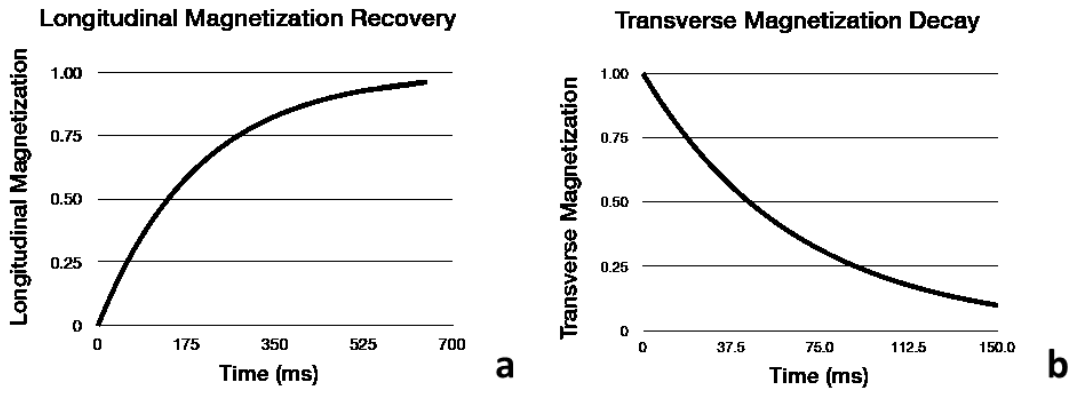 Longitudinal Magnetization Recovery
Longitudinal Magnetization
1.00
0.75
0.50
0.25
0
0 175 350 525 700
Time (ms)
a
Transverse Magnetization Decay
Transverse Magnetization
1.00
0.75
0.50
0.25
0
0 37.5 75.0 112.5 150.0
Time (ms)
b